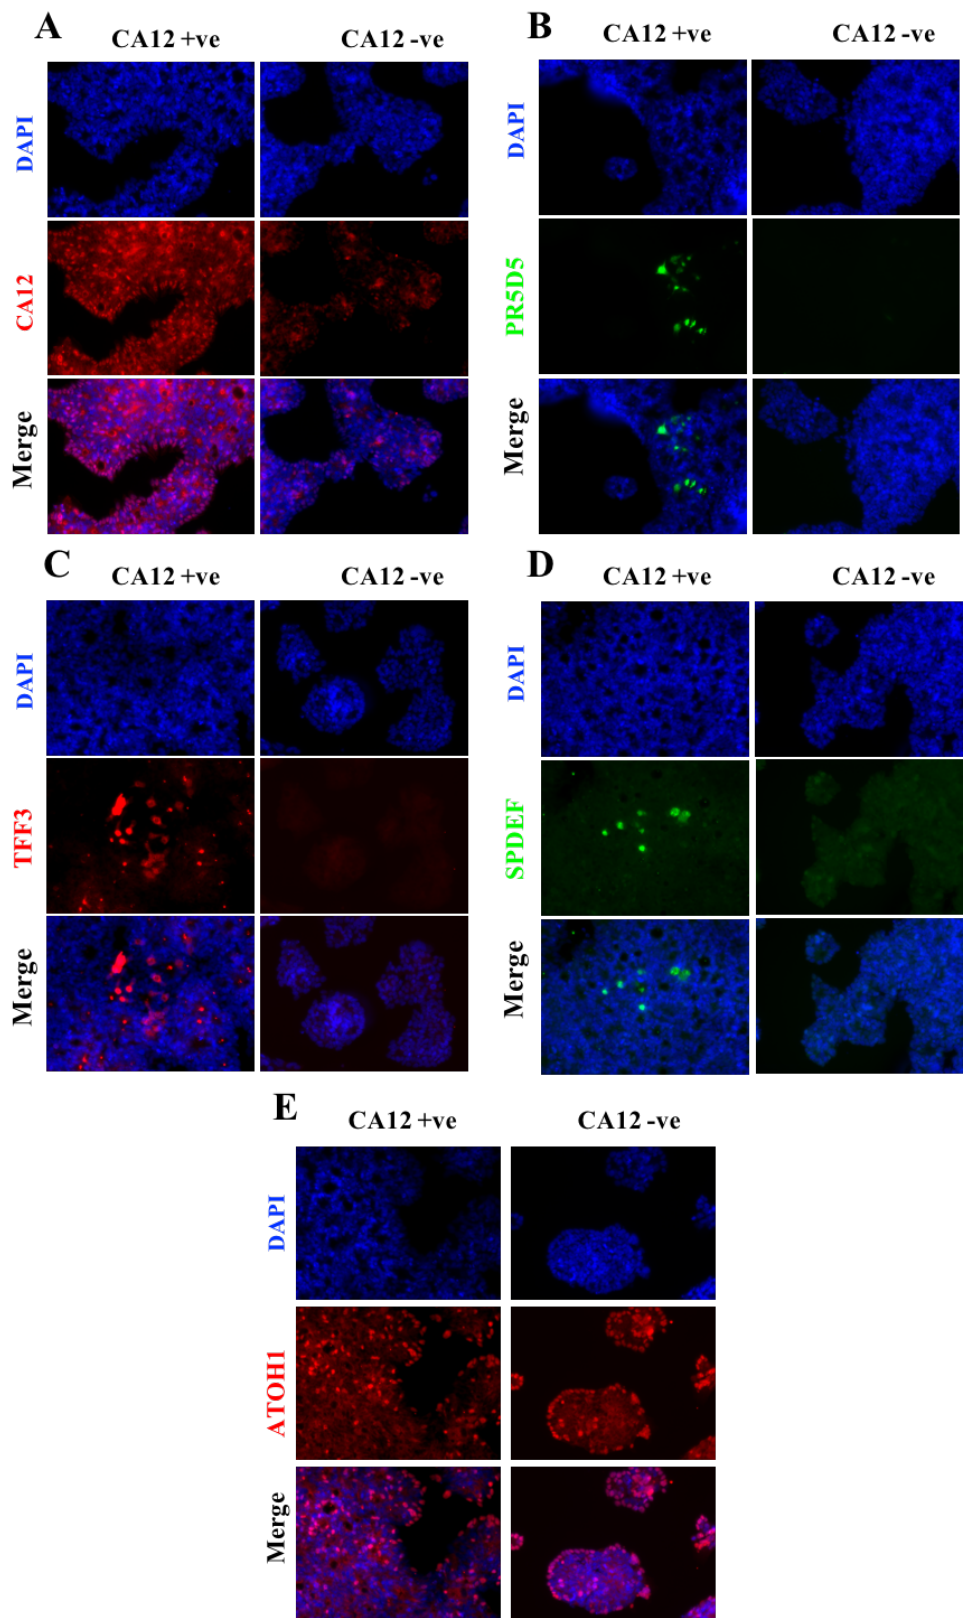 A
CA12 +ve
CA12 -ve
DAPI
CA12
Merge
B
CA12 +ve
CA12 -ve
DAPI
PR5D5
Merge
C
CA12 +ve
CA12 -ve
DAPI
TFF3
Merge
D
CA12 +ve
CA12 -ve
DAPI
SPDEF
Merge
E
CA12 +ve
CA12 -ve
DAPI
ATOH1
Merge